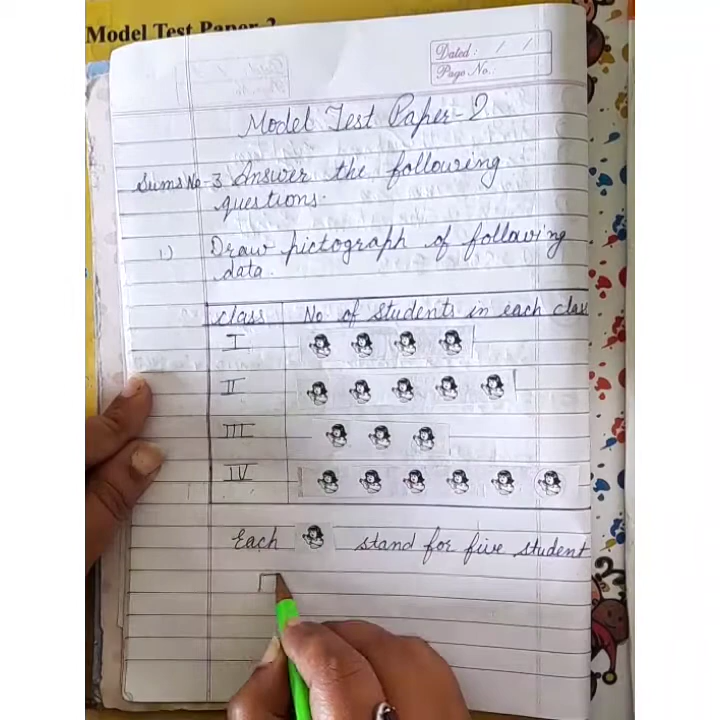 Model Test Paper-2
Dated : / /
Page No.
Model Test Paper-2
Sums No-3 Answer the following
questions.
1) Draw pictograph of following
data.
Class No of students in each class
I
II
III
IV
Each stand for five student